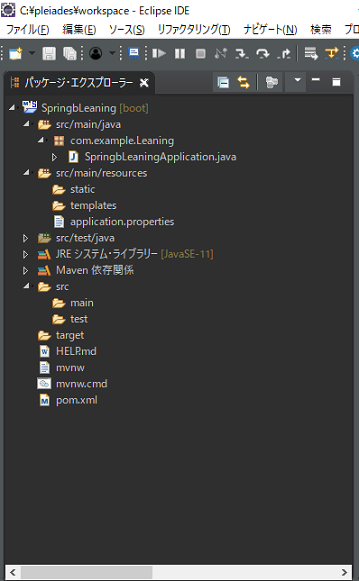 C:¥pleiades¥workspace - Eclipse IDE
ファイル(F) 編集(E) ソース(S) リファクタリング(T) ナビゲート(N) 検索 プロ
パッケージ・エクスプローラー
SpringbLeaning [boot]
src/main/java
com.example.Leaning
SpringbLeaningApplication.java
src/main/resources
static
templates
application.properties
src/test/java
JRE システム・ライブラリー [JavaSE-11]
Maven 依存関係
src
main
test
target
HELP.md
mvnw
mvnw.cmd
pom.xml